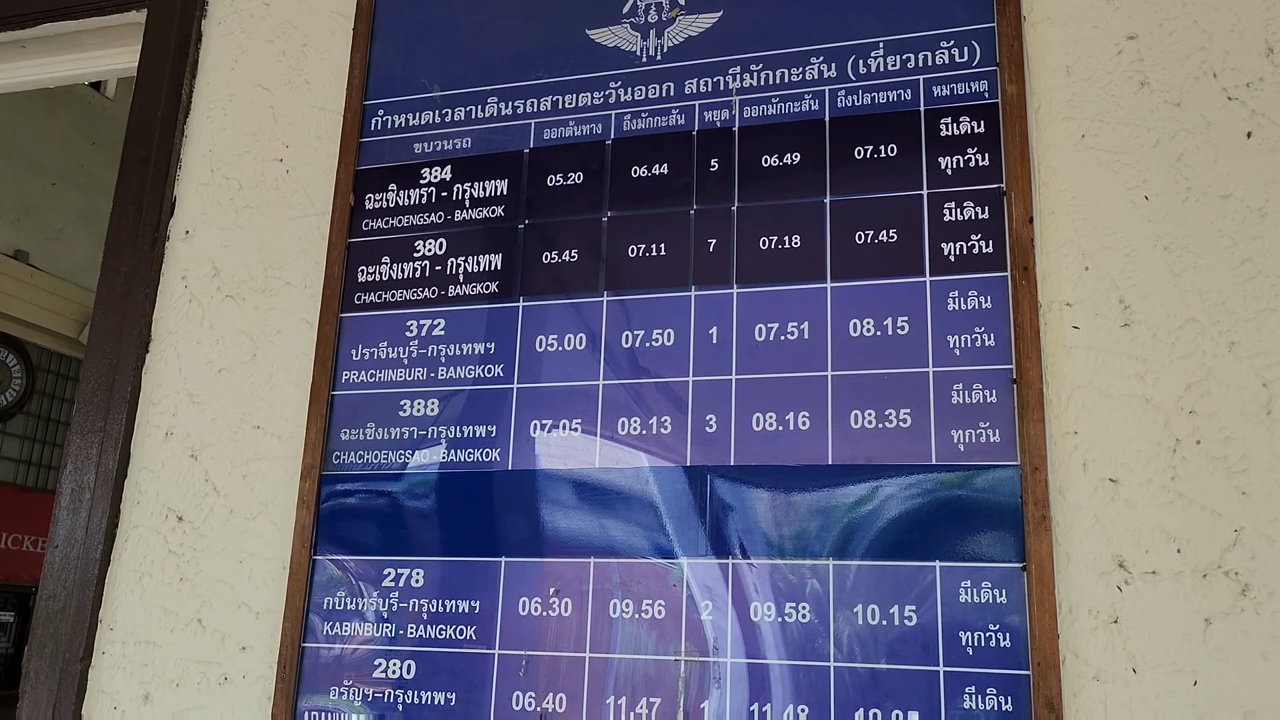 กำหนดเวลาเดินรถสายตะวันออก สถานีมักกะสัน (เที่ยวกลับ)
ขบวนรถ ออกต้นทาง ถึงมักกะสัน หยุด ออกมักกะสัน ถึงปลายทาง หมายเหตุ
384
ฉะเชิงเทรา - กรุงเทพ
CHACHOENGSAO - BANGKOK
05.20 06.44 5 06.49 07.10
มีเดิน
ทุกวัน
380
ฉะเชิงเทรา - กรุงเทพ
CHACHOENGSAO - BANGKOK
05.45 07.11 7 07.18 07.45
มีเดิน
ทุกวัน
372
ปราจีนบุรี-กรุงเทพฯ
PRACHINBURI - BANGKOK
05.00 07.50 1 07.51 08.15
มีเดิน
ทุกวัน
388
ฉะเชิงเทรา-กรุงเทพฯ
CHACHOENGSAO - BANGKOK
07.05 08.13 3 08.16 08.35
มีเดิน
ทุกวัน
278
กบินทร์บุรี-กรุงเทพฯ
KABINBURI - BANGKOK
06.30 09.56 2 09.58 10.15
มีเดิน
ทุกวัน
280
อรัญฯ-กรุงเทพฯ
06.40 11.47 1 11.48
มีเดิน